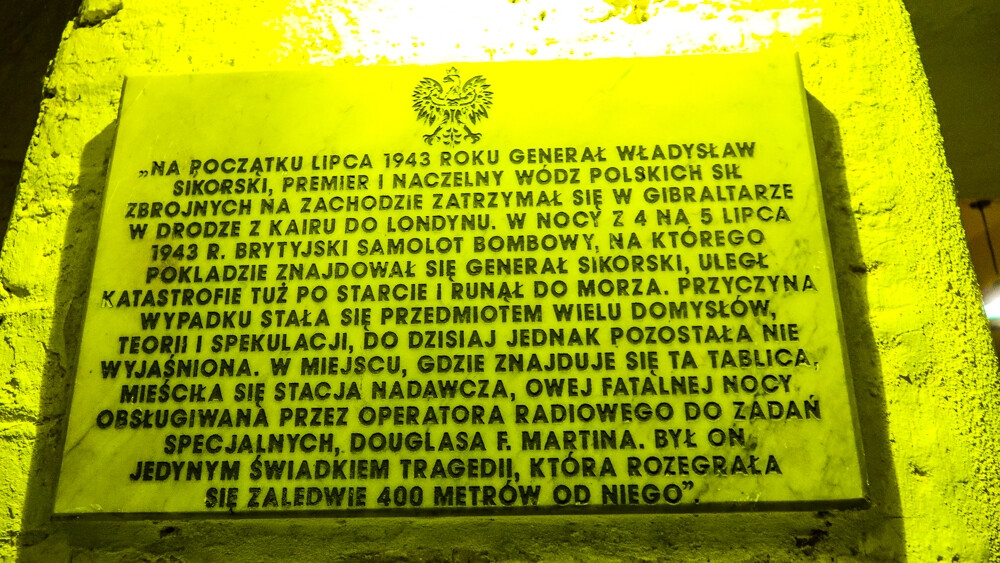 „NA POCZĄTKU LIPCA 1943 ROKU GENERAŁ WŁADYSŁAW
SIKORSKI, PREMIER I NACZELNY WÓDZ POLSKICH SIŁ
ZBROJNYCH NA ZACHODZIE ZATRZYMAŁ SIĘ W GIBRALTARZE
W DRODZE Z KAIRU DO LONDYNU. W NOCY Z 4 NA 5 LIPCA
1943 R. BRYTYJSKI SAMOLOT BOMBOWY, NA KTÓREGO
POKLADZIE ZNAJDOWAŁ SIĘ GENERAŁ SIKORSKI, ULEGŁ
KATASTROFIE TUŻ PO STARCIE I RUNĄŁ DO MORZA. PRZYCZYNA
WYPADKU STAŁA SIĘ PRZEDMIOTEM WIELU DOMYSŁÓW,
TEORII I SPEKULACJI, DO DZISIAJ JEDNAK POZOSTAŁA NIE
WYJAŚNIONA. W MIEJSCU, GDZIE ZNAJDUJE SIĘ TA TABLICA,
MIEŚCIŁA SIĘ STACJA NADAWCZA, OWEJ FATALNEJ NOCY
OBSŁUGIWANA PRZEZ OPERATORA RADIOWEGO DO ZADAŃ
SPECJALNYCH, DOUGLASA F. MARTINA. BYŁ ON
JEDYNYM ŚWIADKIEM TRAGEDII, KTÓRA ROZEGRAŁA
SIĘ ZALEDWIE 400 METRÓW OD NIEGO”.